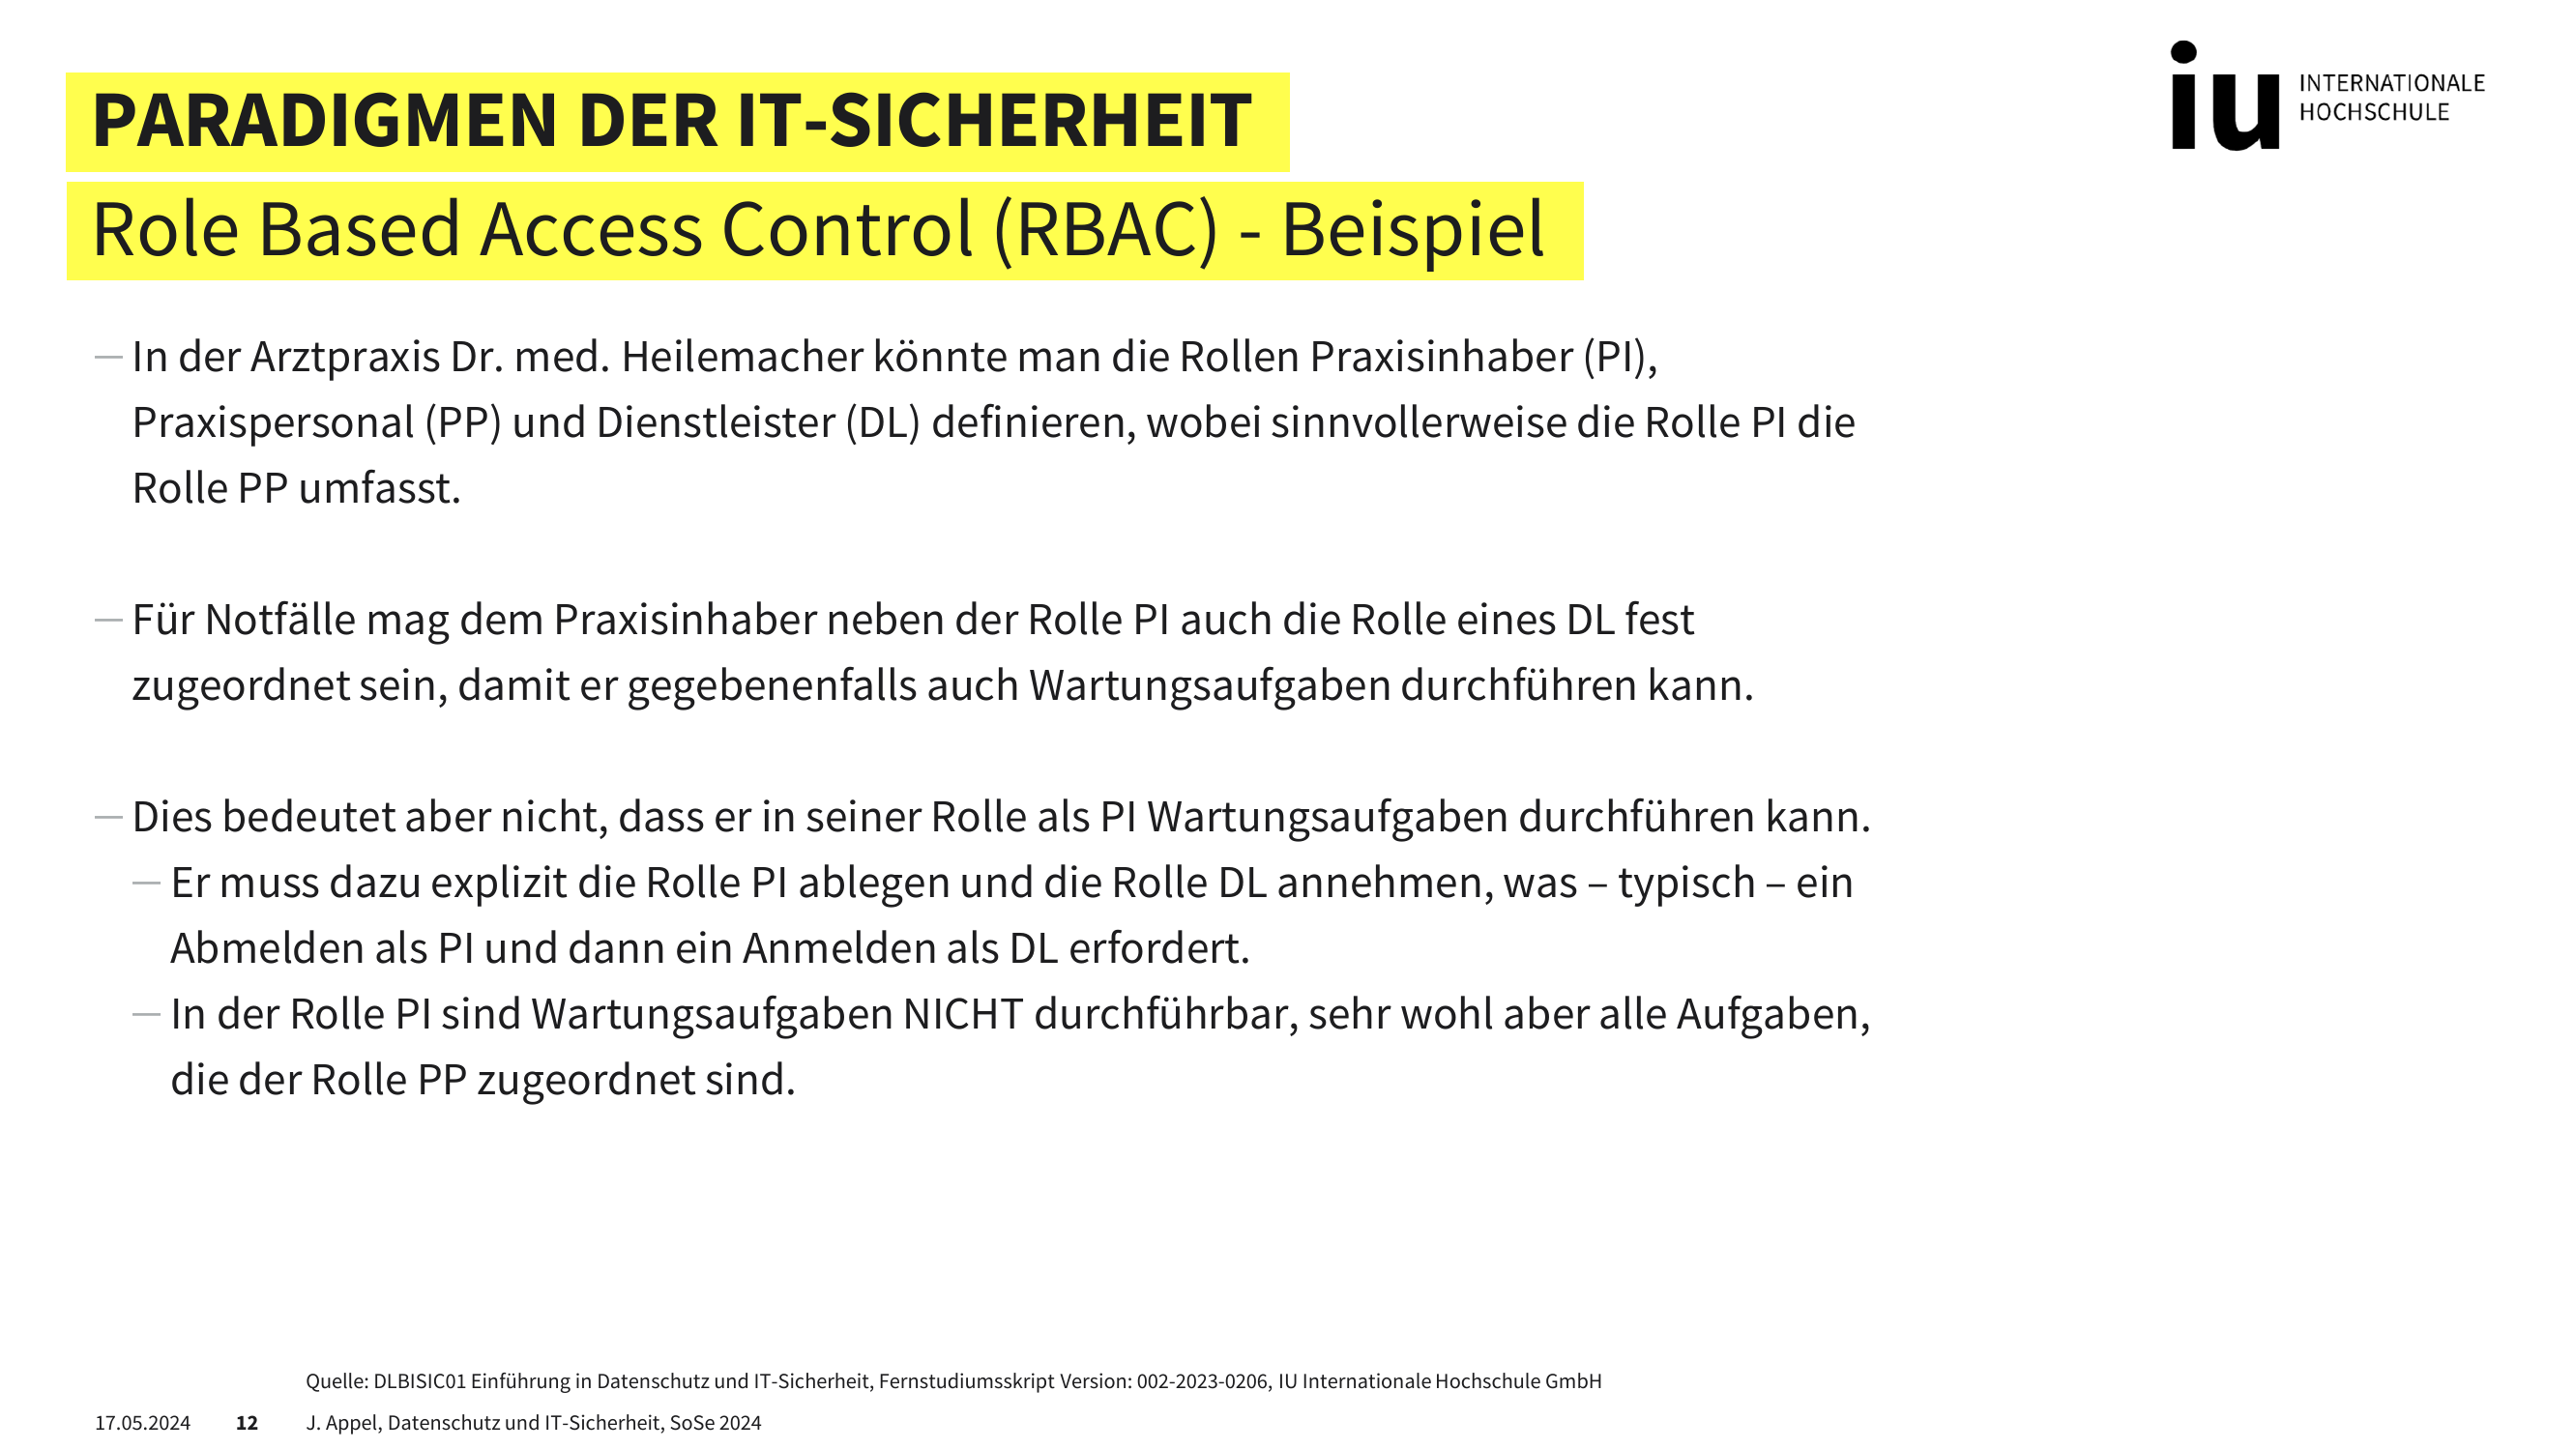 PARADIGMEN DER IT-SICHERHEIT
Role Based Access Control (RBAC) - Beispiel
iu INTERNATIONALE
HOCHSCHULE
— In der Arztpraxis Dr. med. Heilemacher könnte man die Rollen Praxisinhaber (PI),
Praxispersonal (PP) und Dienstleister (DL) definieren, wobei sinnvollerweise die Rolle PI die
Rolle PP umfasst.
— Für Notfälle mag dem Praxisinhaber neben der Rolle PI auch die Rolle eines DL fest
zugeordnet sein, damit er gegebenenfalls auch Wartungsaufgaben durchführen kann.
— Dies bedeutet aber nicht, dass er in seiner Rolle als PI Wartungsaufgaben durchführen kann.
— Er muss dazu explizit die Rolle PI ablegen und die Rolle DL annehmen, was – typisch – ein
Abmelden als PI und dann ein Anmelden als DL erfordert.
— In der Rolle PI sind Wartungsaufgaben NICHT durchführbar, sehr wohl aber alle Aufgaben,
die der Rolle PP zugeordnet sind.
Quelle: DLBISIC01 Einführung in Datenschutz und IT-Sicherheit, Fernstudiumsskript Version: 002-2023-0206, IU Internationale Hochschule GmbH
17.05.2024 12 J. Appel, Datenschutz und IT-Sicherheit, SoSe 2024